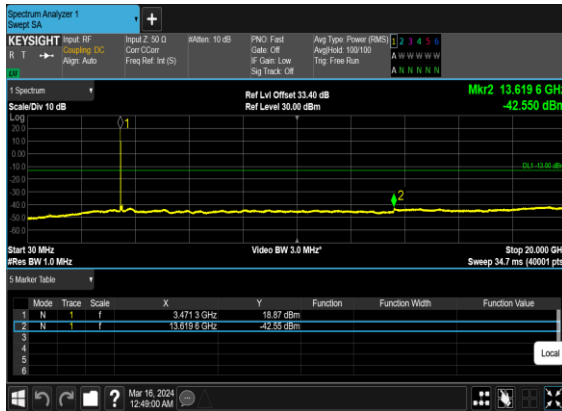 Spectrum Analyzer 1
Swept SA
+
KEYSIGHT Input: RF Input Z: 50 Ω #Atten: 10 dB PNO: Fast Avg Type: Power (RMS) 1 2 3 4 5 6
R T Coupling: DC Corr CCorr Gate: Off Avg|Hold: 100/100 A W W W W W
Align: Auto Freq Ref: Int (S) IF Gain: Low Trig: Free Run
LW Sig Track: Off A N N N N N
1 Spectrum Ref Lvl Offset 33.40 dB Mkr2 13.619 6 GHz
Scale/Div 10 dB Ref Level 30.00 dBm -42.550 dBm
Log
20.0
10.0
0.00
-10.0
-20.0
-30.0
-40.0
-50.0
-60.0
1
DL1 -13.00 dBm
2
Start 30 MHz Video BW 3.0 MHz* Stop 20.000 GHz
#Res BW 1.0 MHz Sweep 34.7 ms (40001 pts)
5 Marker Table
Mode Trace Scale X Y Function Function Width Function Value
1 N 1 f 3.471 3 GHz 18.87 dBm
2 N 1 f 13.619 6 GHz -42.55 dBm
3
4
5
6
Local
? Mar 16, 2024
12:49:00 AM